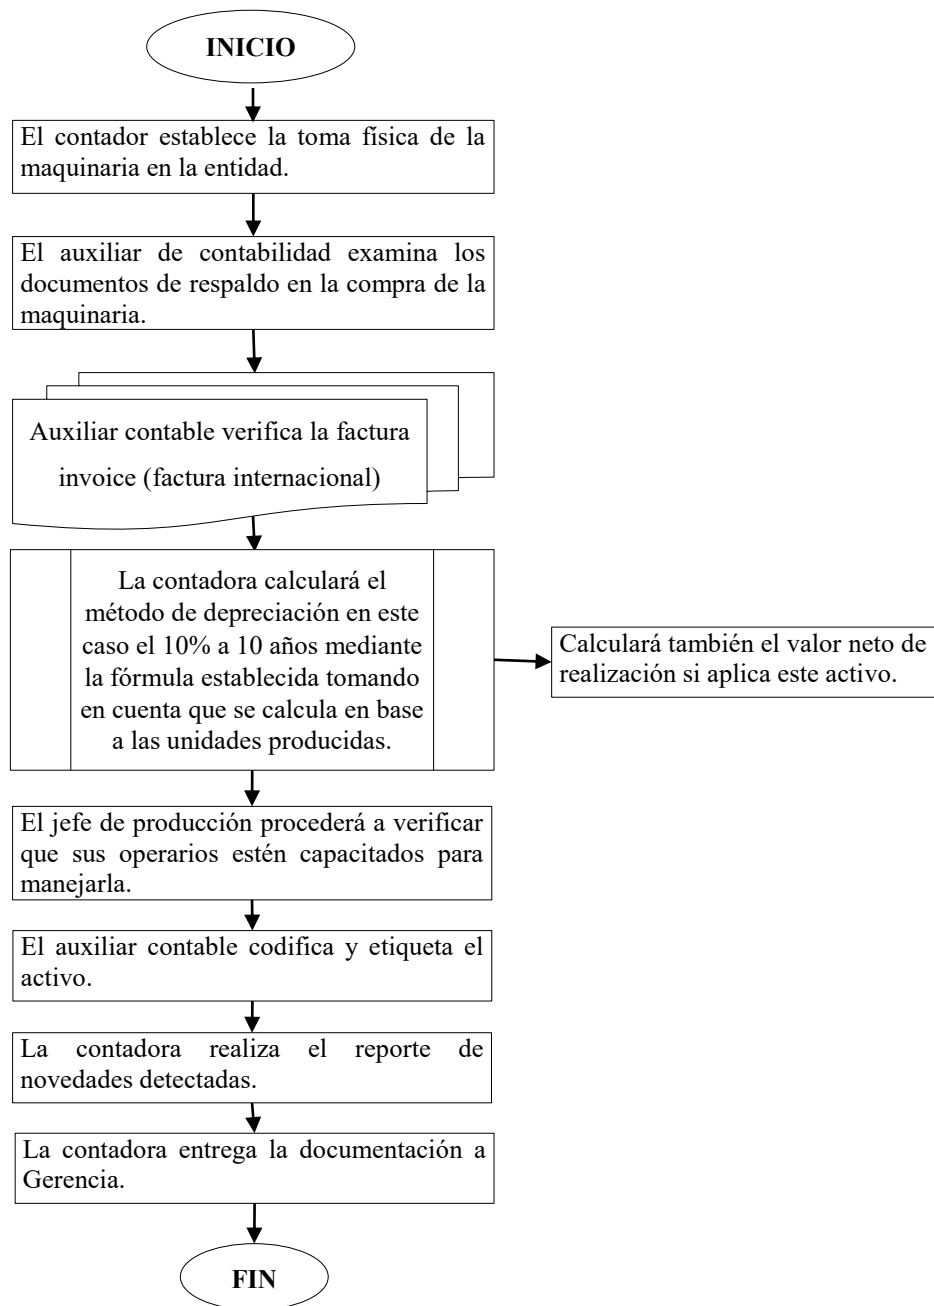 INICIO
El contador establece la toma física de la
maquinaria en la entidad.
El auxiliar de contabilidad examina los
documentos de respaldo en la compra de la
maquinaria.
Auxiliar contable verifica la factura
invoice (factura internacional)
La contadora calculará el
método de depreciación en este
caso el 10% a 10 años mediante
la fórmula establecida tomando
en cuenta que se calcula en base
a las unidades producidas.
Calculará también el valor neto de
realización si aplica este activo.
El jefe de producción procederá a verificar
que sus operarios estén capacitados para
manejarla.
El auxiliar contable codifica y etiqueta el
activo.
La contadora realiza el reporte de
novedades detectadas.
La contadora entrega la documentación a
Gerencia.
FIN